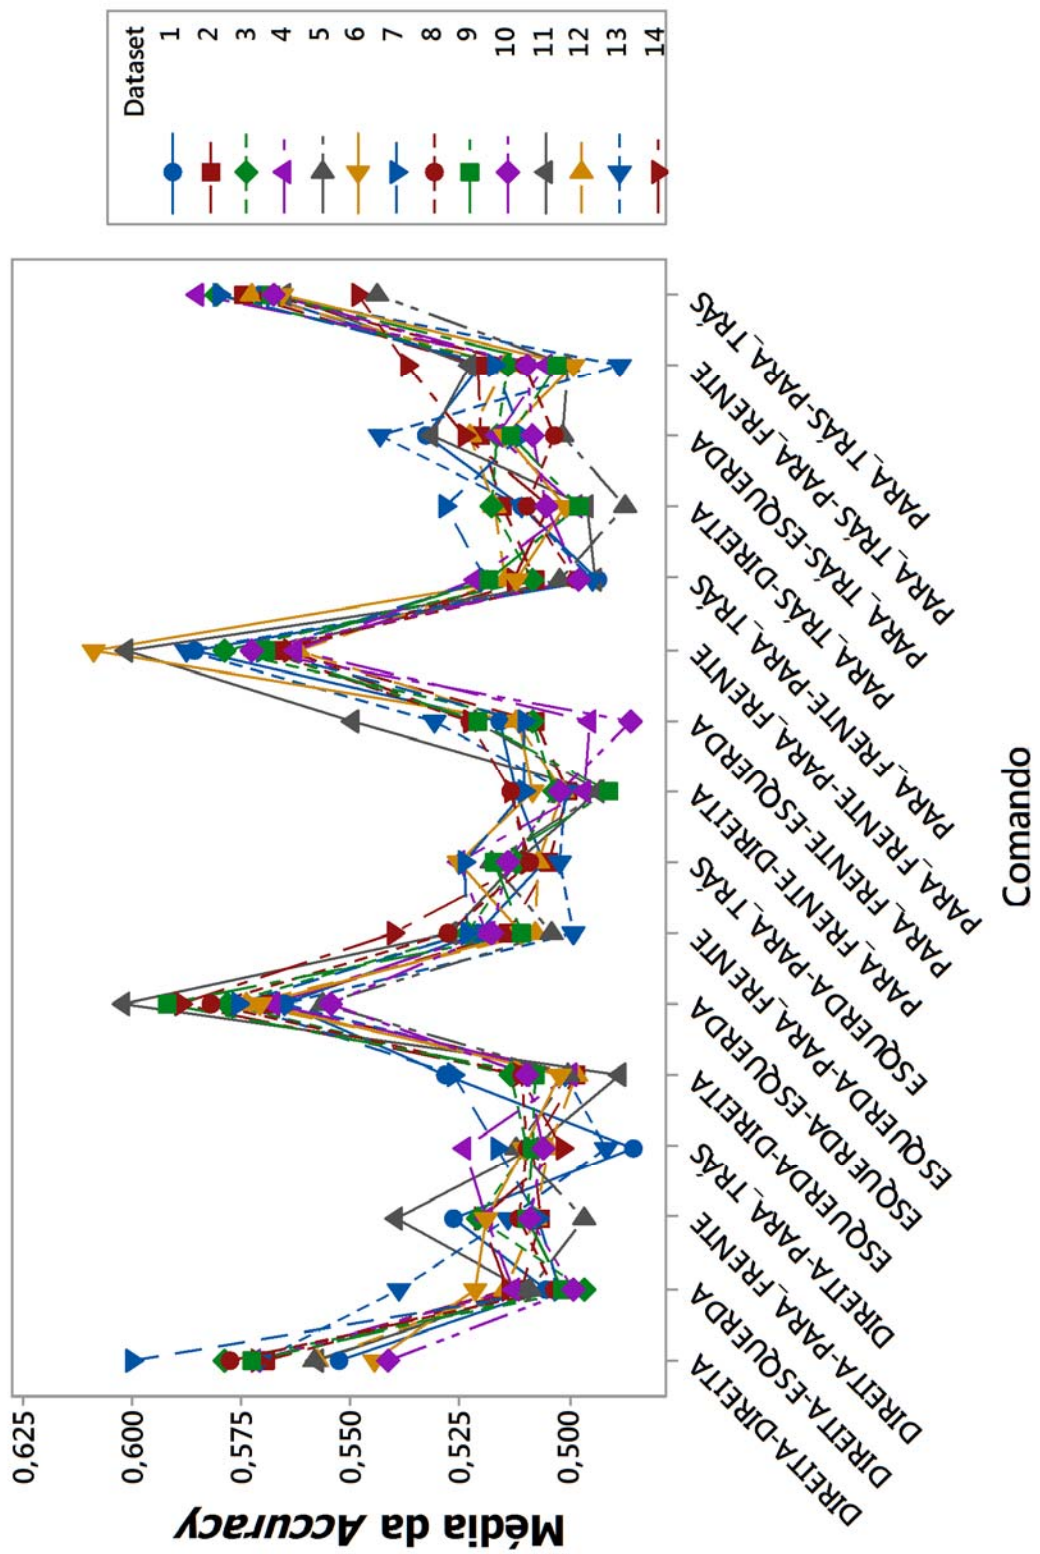 Dataset
1
2
3
4
5
6
7
8
9
10
11
12
13
14
0,625
0,600
0,575
0,550
0,525
0,500
Média da Accuracy
DIREITA-DIREITA
DIREITA-ESQUERDA
DIREITA-PARA_FRENTE
DIREITA-PARA_TRÁS
ESQUERDA-DIREITA
ESQUERDA-ESQUERDA
ESQUERDA-PARA_FRENTE
ESQUERDA-PARA_TRÁS
PARA_FRENTE-DIREITA
PARA_FRENTE-ESQUERDA
PARA_FRENTE-PARA_FRENTE
PARA_FRENTE-PARA_TRÁS
PARA_TRÁS-DIREITA
PARA_TRÁS-ESQUERDA
PARA_TRÁS-PARA_FRENTE
PARA_TRÁS-PARA_TRÁS
Comando